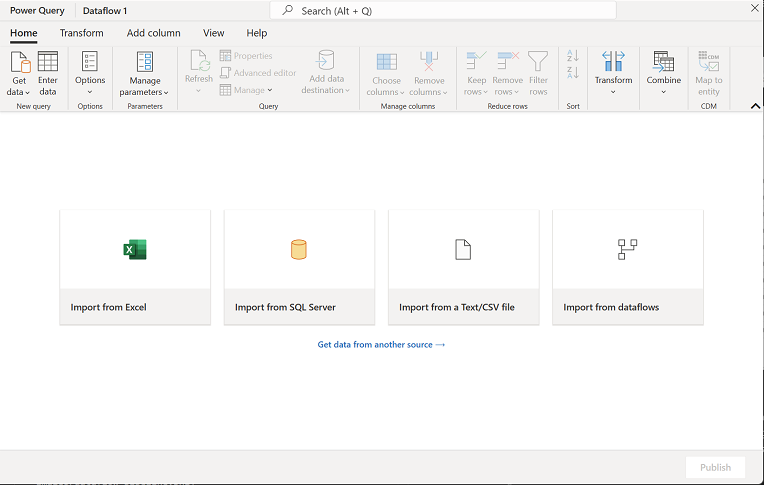 Power Query Dataflow 1 Search (Alt + Q)
Home Transform Add column View Help
Get data Enter data Options Manage parameters Refresh Properties Advanced editor Manage Add data destination Choose columns Remove columns Keep rows Remove rows Filter rows A Z Z A Transform Combine CDM Map to entity
New query Options Parameters Query Manage columns Reduce rows Sort CDM
X
Import from Excel Import from SQL Server Import from a Text/CSV file Import from dataflows
Get data from another source →
Publish